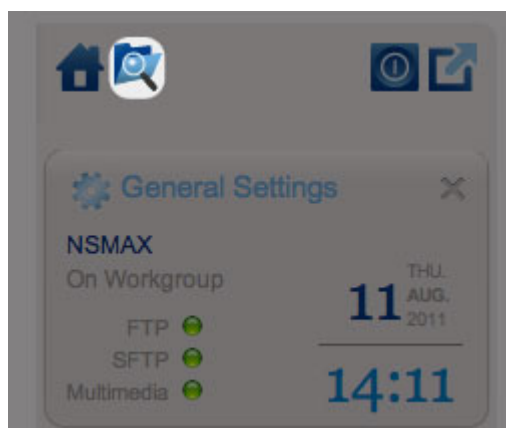 General Settings
NSMAX
On Workgroup
FTP
SFTP
Multimedia
THU.
11 AUG.
2011
14:11